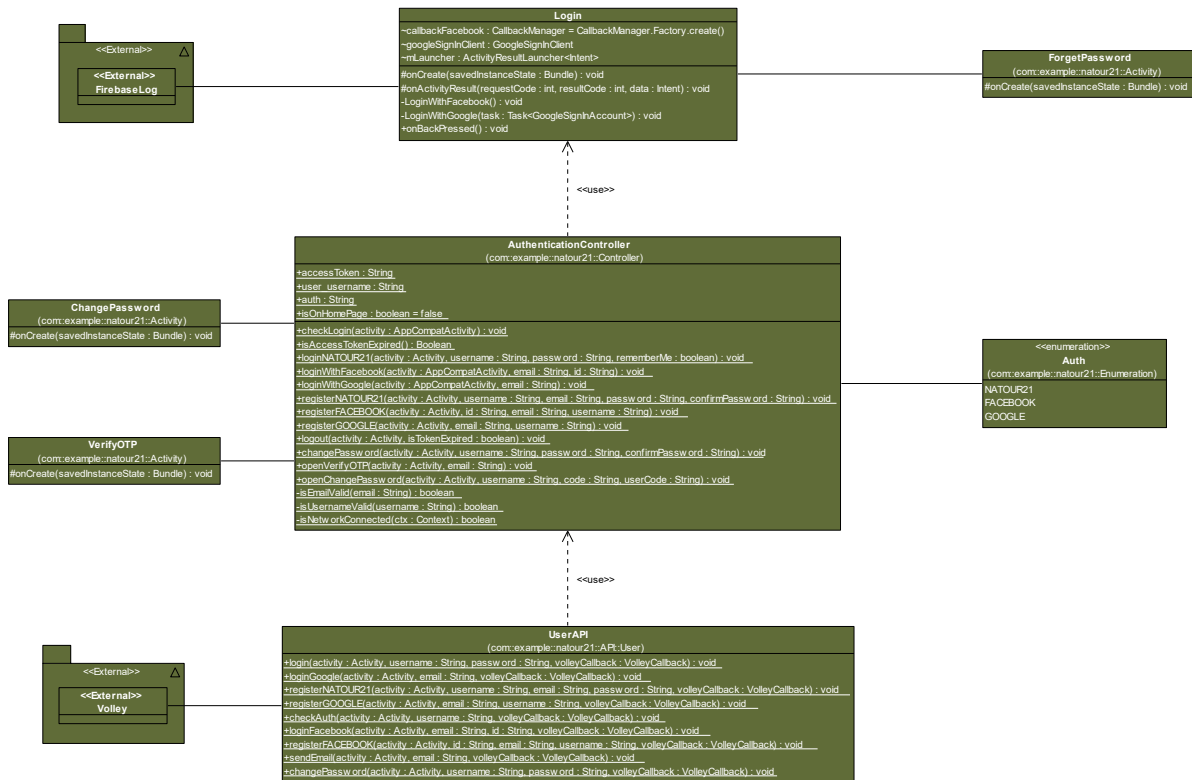 Login
~callbackFacebook : CallbackManager = CallbackManager.Factory.create()
~googleSignInClient : GoogleSignInClient
~mLauncher : ActivityResultLauncher<Intent>
#onCreate(savedInstanceState : Bundle) : void
#onActivityResult(requestCode : int, resultCode : int, data : Intent) : void
-LoginWithFacebook() : void
-LoginWithGoogle(task : Task<GoogleSignInAccount>) : void
+onBackPressed() : void
<<External>>
<<External>>
FirebaseLog
ForgetPassword
(com::example::natour21::Activity)
#onCreate(savedInstanceState : Bundle) : void
<<use>>
AuthenticationController
(com::example::natour21::Controller)
+accessToken : String
+user_username : String
+auth : String
+isOnHomePage : boolean = false
+checkLogin(activity : AppCompatActivity) : void
+isAccessTokenExpired() : Boolean
+loginNATOUR21(activity : Activity, username : String, password : String, rememberMe : boolean) : void
+loginWithFacebook(activity : AppCompatActivity, email : String, id : String) : void
+loginWithGoogle(activity : AppCompatActivity, email : String) : void
+registerNATOUR21(activity : Activity, username : String, email : String, password : String, confirmPassword : String) : void
+registerFACEBOOK(activity : Activity, id : String, email : String, username : String) : void
+registerGOOGLE(activity : Activity, email : String, username : String) : void
+logout(activity : Activity, isTokenExpired : boolean) : void
+changePassword(activity : Activity, username : String, password : String, confirmPassword : String) : void
+openVerifyOTP(activity : Activity, email : String) : void
+openChangePassword(activity : Activity, username : String, code : String, userCode : String) : void
-isEmailValid(email : String) : boolean
-isUsernameValid(username : String) : boolean
-isNetworkConnected(ctx : Context) : boolean
ChangePassword
(com::example::natour21::Activity)
#onCreate(savedInstanceState : Bundle) : void
VerifyOTP
(com::example::natour21::Activity)
#onCreate(savedInstanceState : Bundle) : void
<<enumeration>>
Auth
(com::example::natour21::Enumeration)
NATOUR21
FACEBOOK
GOOGLE
<<use>>
UserAPI
(com::example::natour21::API::User)
+login(activity : Activity, username : String, password : String, volleyCallback : VolleyCallback) : void
+loginGoogle(activity : Activity, email : String, volleyCallback : VolleyCallback) : void
+registerNATOUR21(activity : Activity, username : String, email : String, password : String, volleyCallback : VolleyCallback) : void
+registerGOOGLE(activity : Activity, email : String, username : String, volleyCallback : VolleyCallback) : void
+checkAuth(activity : Activity, username : String, volleyCallback : VolleyCallback) : void
+loginFacebook(activity : Activity, email : String, id : String, volleyCallback : VolleyCallback) : void
+registerFACEBOOK(activity : Activity, id : String, email : String, username : String, volleyCallback : VolleyCallback) : void
+sendEmail(activity : Activity, email : String, volleyCallback : VolleyCallback) : void
+changePassword(activity : Activity, username : String, password : String, volleyCallback : VolleyCallback) : void
<<External>>
<<External>>
Volley